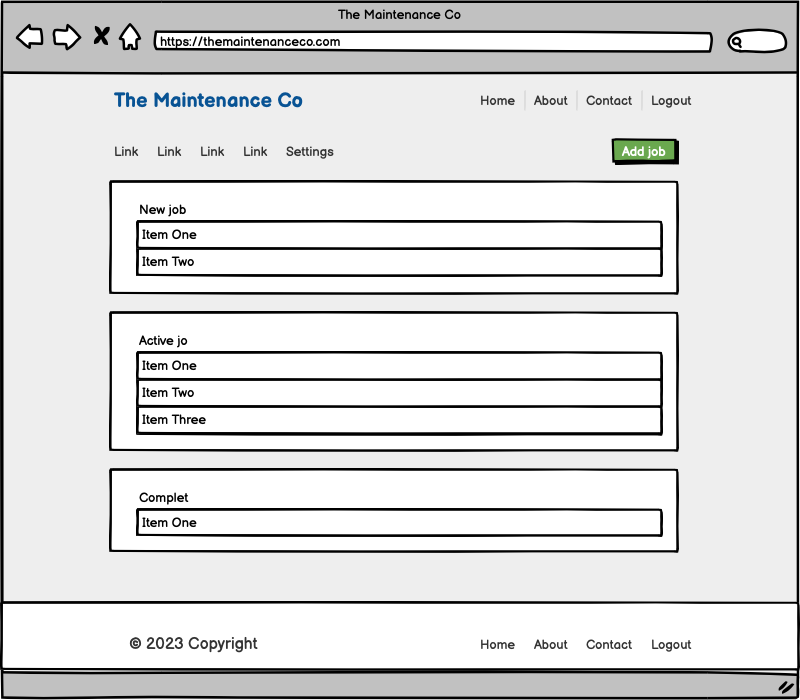 The Maintenance Co
https://themaintenanceco.com
The Maintenance Co Home About Contact Logout
Link Link Link Link Settings Add job
New job
Item One
Item Two
Active jo
Item One
Item Two
Item Three
Complet
Item One
© 2023 Copyright Home About Contact Logout